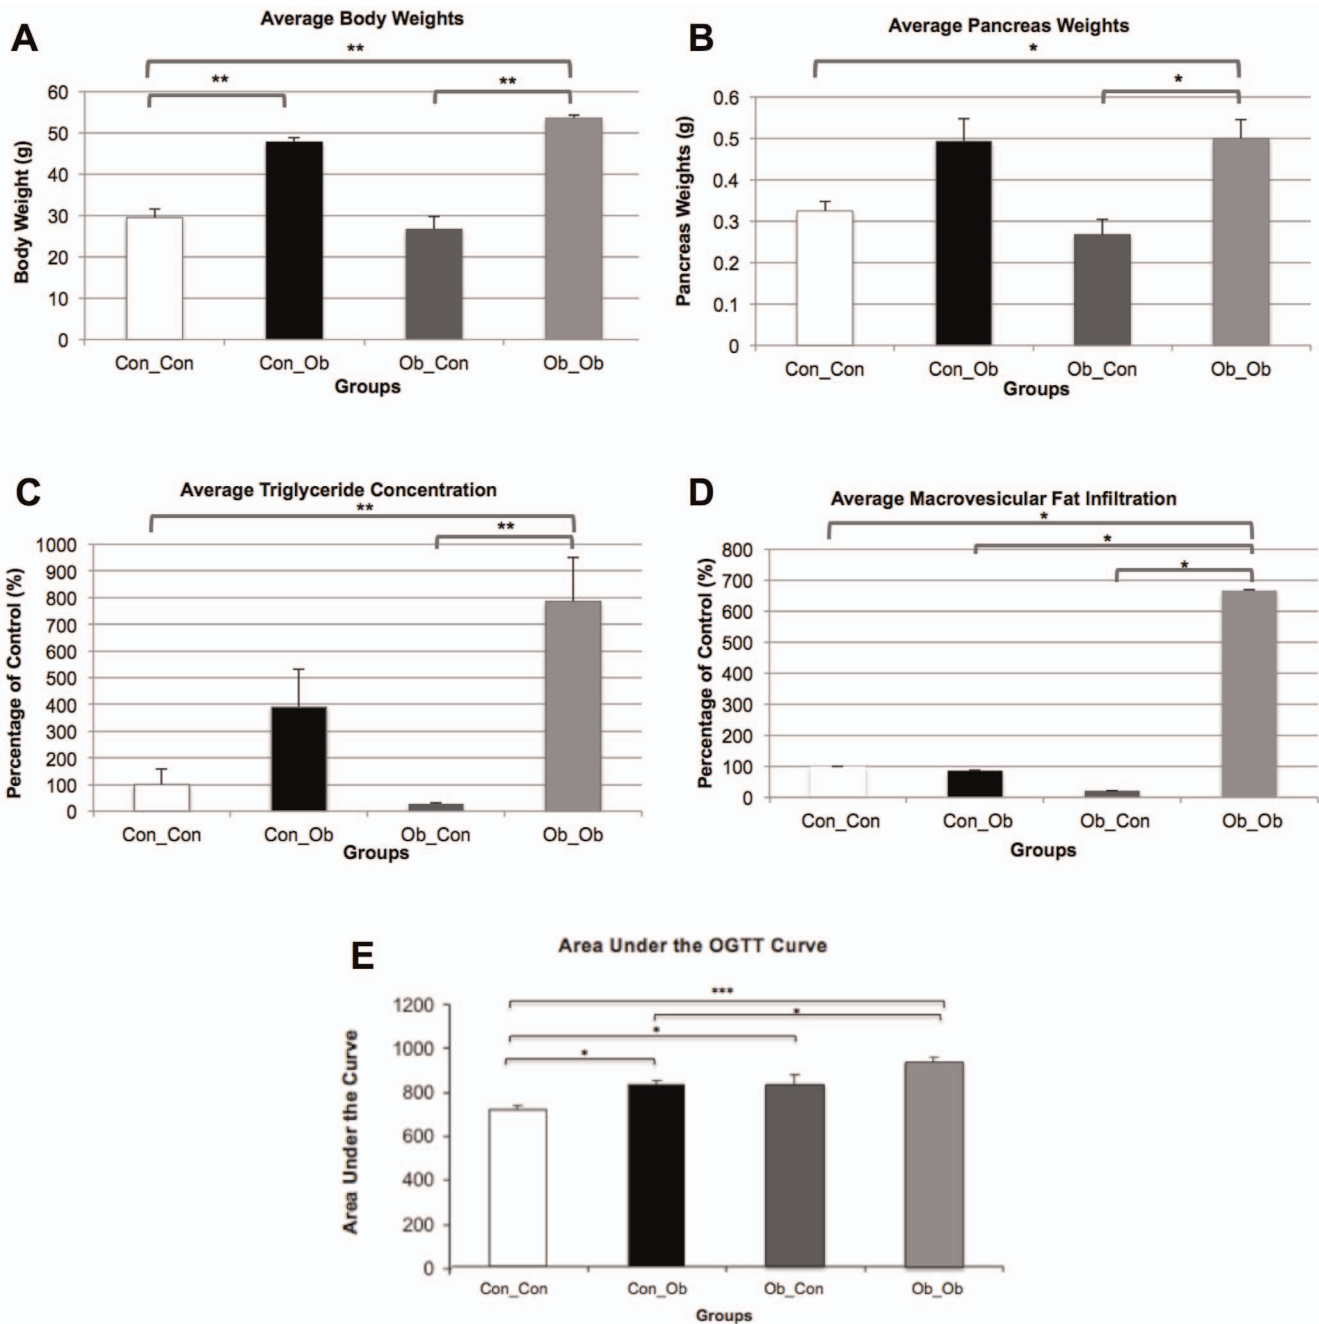 A
Average Body Weights
**
**
**
60
50
40
30
20
10
0
Body Weight (g)
Con_Con Con_Ob Ob_Con Ob_Ob
Groups
B
Average Pancreas Weights
*
*
0.6
0.5
0.4
0.3
0.2
0.1
0
Pancreas Weights (g)
Con_Con Con_Ob Ob_Con Ob_Ob
Groups
C
Average Triglyceride Concentration
**
**
1000
900
800
700
600
500
400
300
200
100
0
Percentage of Control (%)
Con_Con Con_Ob Ob_Con Ob_Ob
Groups
D
Average Macrovesicular Fat Infiltration
*
*
*
800
700
600
500
400
300
200
100
0
Percentage of Control (%)
Con_Con Con_Ob Ob_Con Ob_Ob
Groups
E
Area Under the OGTT Curve
***
*
*
*
1200
1000
800
600
400
200
0
Area Under the Curve
Con_Con Con_Ob Ob_Con Ob_Ob
Groups